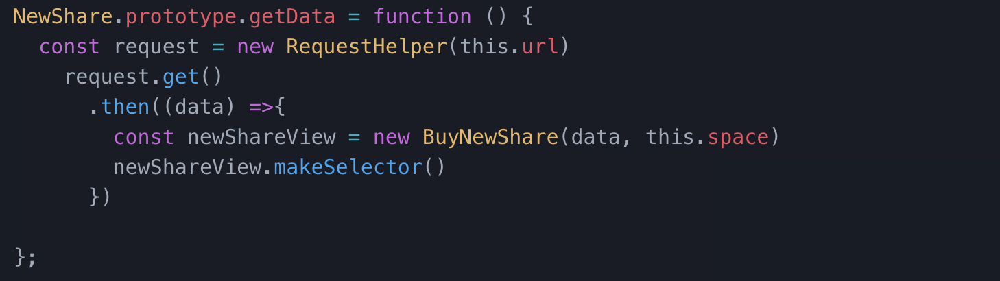 NewShare.prototype.getData = function () {
  const request = new RequestHelper(this.url)
    request.get()
      .then((data) =>{
        const newShareView = new BuyNewShare(data, this.space)
        newShareView.makeSelector()
      })

};